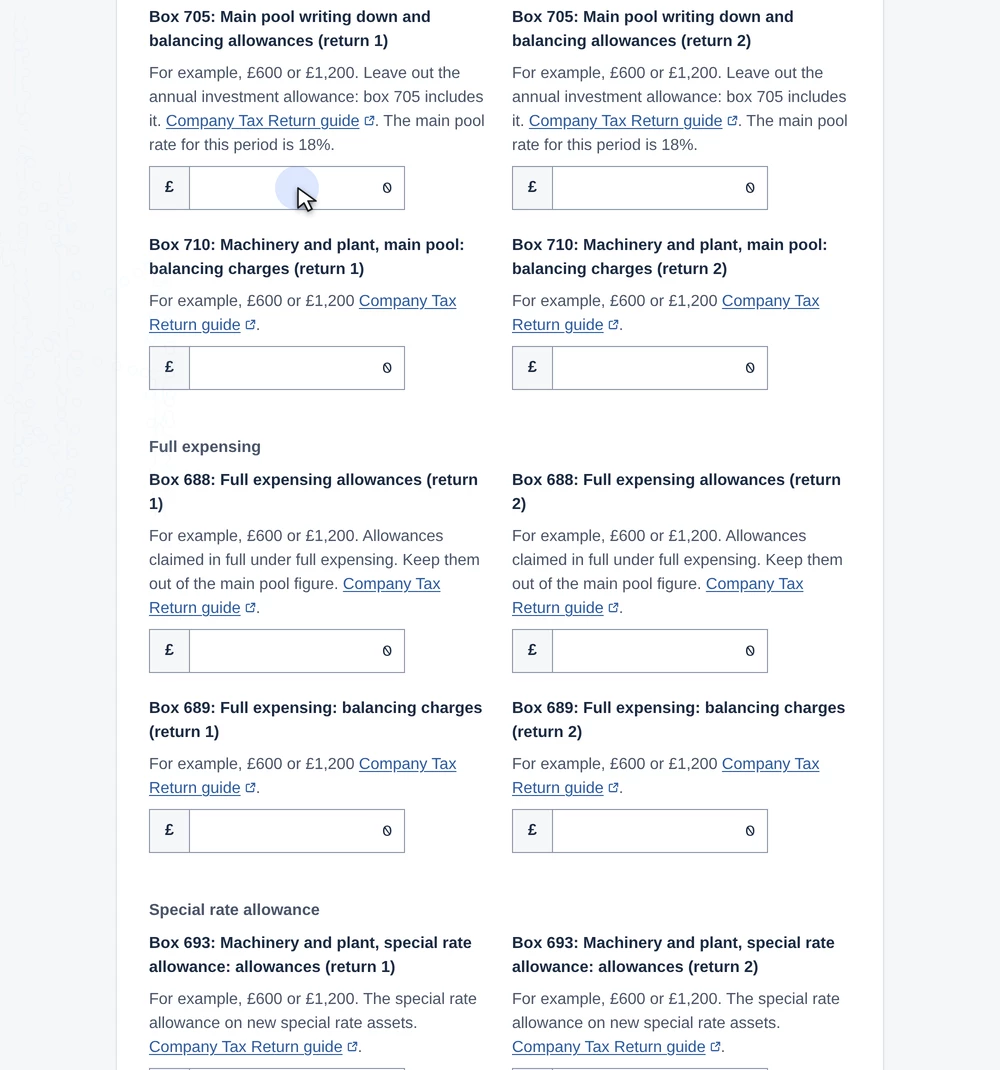 Box 705: Main pool writing down and
balancing allowances (return 1)
For example, £600 or £1,200. Leave out the
annual investment allowance: box 705 includes
it. Company Tax Return guide. The main pool
rate for this period is 18%.
£ 0
Box 705: Main pool writing down and
balancing allowances (return 2)
For example, £600 or £1,200. Leave out the
annual investment allowance: box 705 includes
it. Company Tax Return guide. The main pool
rate for this period is 18%.
£ 0
Box 710: Machinery and plant, main pool:
balancing charges (return 1)
For example, £600 or £1,200 Company Tax
Return guide.
£ 0
Box 710: Machinery and plant, main pool:
balancing charges (return 2)
For example, £600 or £1,200 Company Tax
Return guide.
£ 0
Full expensing
Box 688: Full expensing allowances (return
1)
For example, £600 or £1,200. Allowances
claimed in full under full expensing. Keep them
out of the main pool figure. Company Tax
Return guide.
£ 0
Box 688: Full expensing allowances (return
2)
For example, £600 or £1,200. Allowances
claimed in full under full expensing. Keep them
out of the main pool figure. Company Tax
Return guide.
£ 0
Box 689: Full expensing: balancing charges
(return 1)
For example, £600 or £1,200 Company Tax
Return guide.
£ 0
Box 689: Full expensing: balancing charges
(return 2)
For example, £600 or £1,200 Company Tax
Return guide.
£ 0
Special rate allowance
Box 693: Machinery and plant, special rate
allowance: allowances (return 1)
For example, £600 or £1,200. The special rate
allowance on new special rate assets.
Company Tax Return guide.
Box 693: Machinery and plant, special rate
allowance: allowances (return 2)
For example, £600 or £1,200. The special rate
allowance on new special rate assets.
Company Tax Return guide.